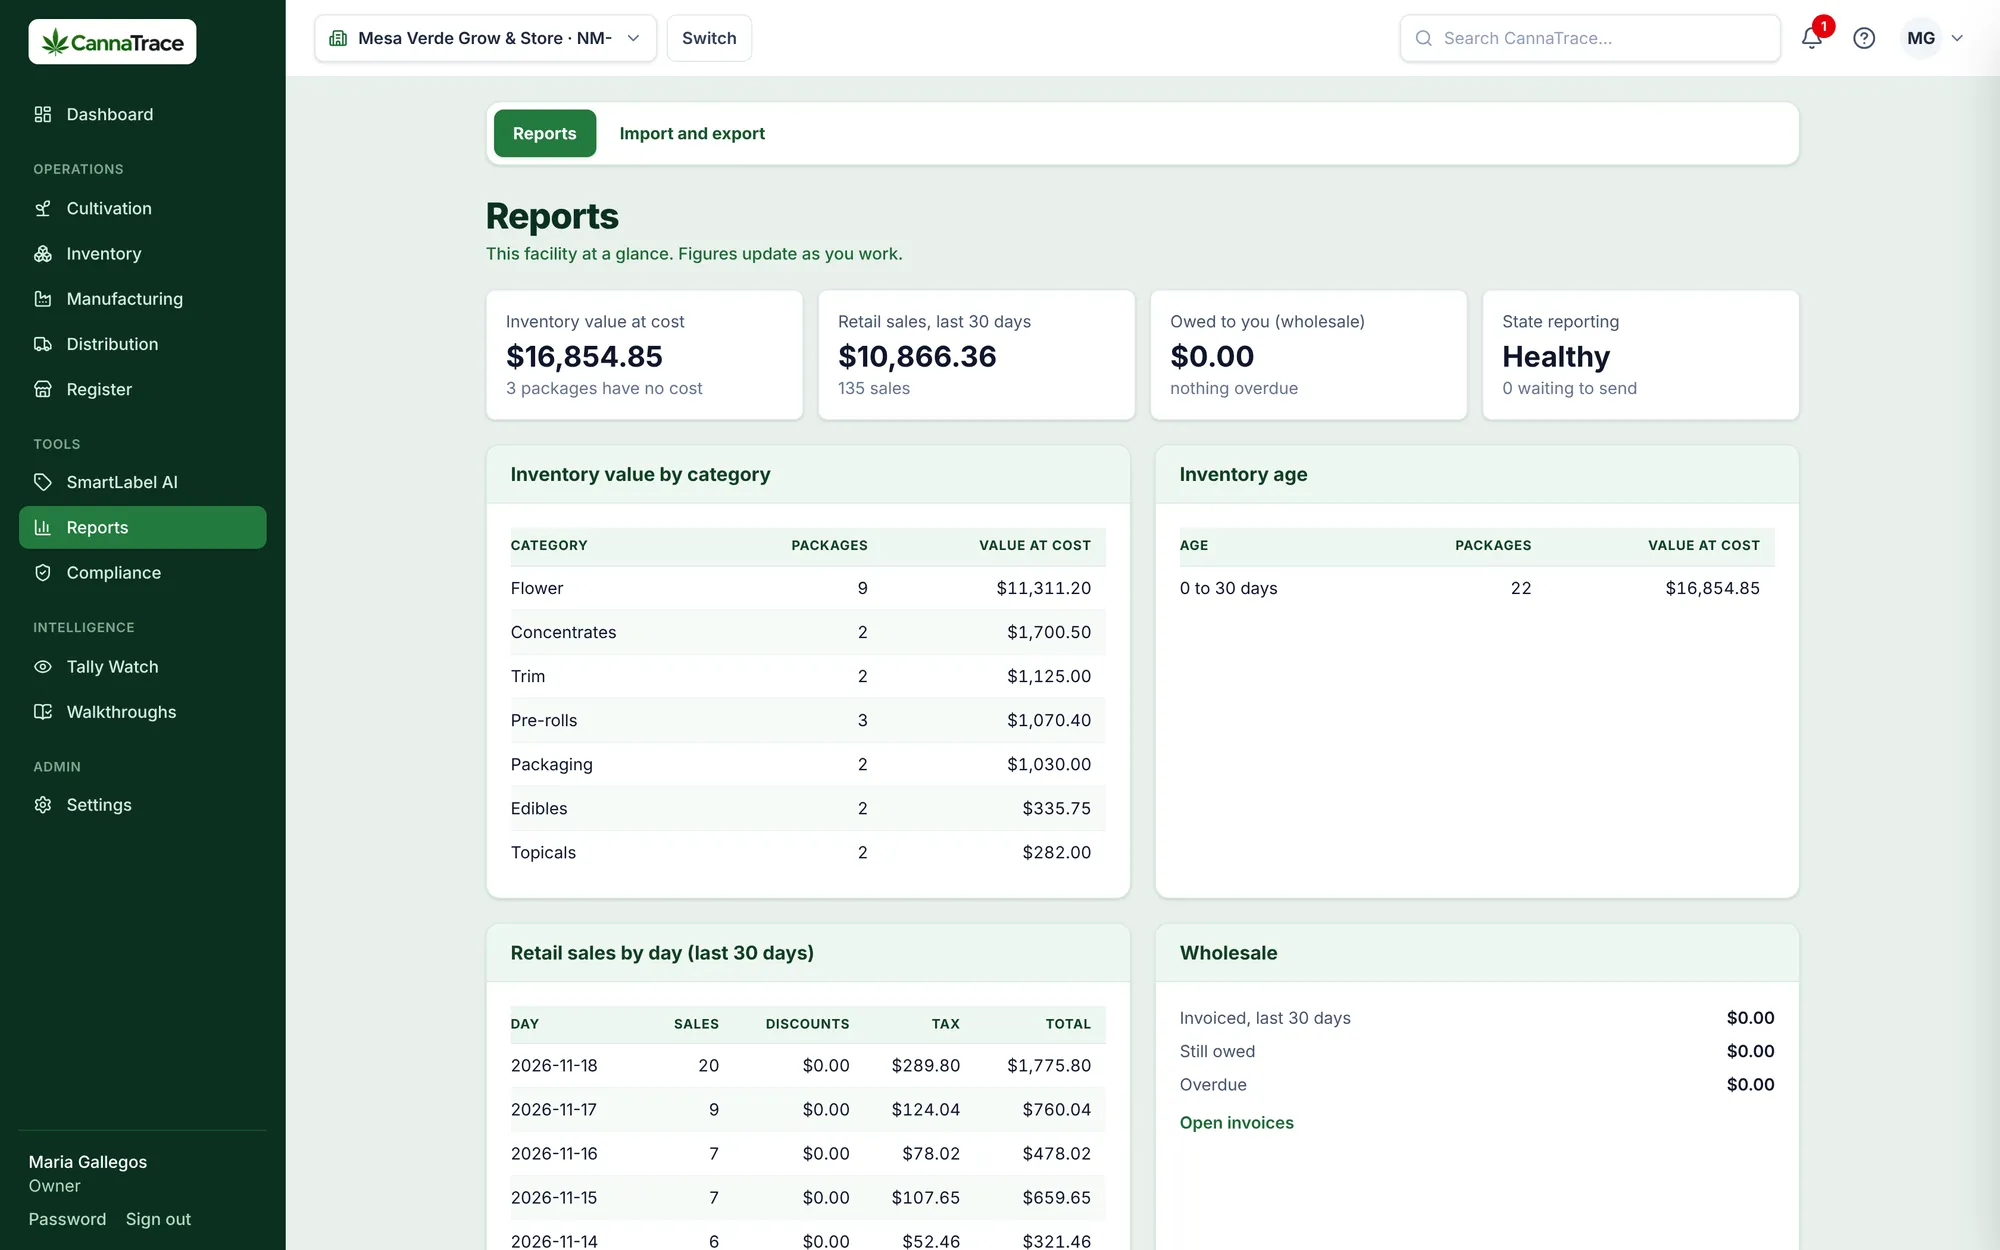 CannaTrace
Mesa Verde Grow & Store · NM-
Switch
Search CannaTrace...
1
MG
Dashboard
OPERATIONS
Cultivation
Inventory
Manufacturing
Distribution
Register
TOOLS
SmartLabel AI
Reports
Compliance
INTELLIGENCE
Tally Watch
Walkthroughs
ADMIN
Settings
Maria Gallegos
Owner
Password Sign out
Reports Import and export
Reports
This facility at a glance. Figures update as you work.
Inventory value at cost
$16,854.85
3 packages have no cost
Retail sales, last 30 days
$10,866.36
135 sales
Owed to you (wholesale)
$0.00
nothing overdue
State reporting
Healthy
0 waiting to send
Inventory value by category
CATEGORY PACKAGES VALUE AT COST
Flower 9 $11,311.20
Concentrates 2 $1,700.50
Trim 2 $1,125.00
Pre-rolls 3 $1,070.40
Packaging 2 $1,030.00
Edibles 2 $335.75
Topicals 2 $282.00
Inventory age
AGE PACKAGES VALUE AT COST
0 to 30 days 22 $16,854.85
Retail sales by day (last 30 days)
DAY SALES DISCOUNTS TAX TOTAL
2026-11-18 20 $0.00 $289.80 $1,775.80
2026-11-17 9 $0.00 $124.04 $760.04
2026-11-16 7 $0.00 $78.02 $478.02
2026-11-15 7 $0.00 $107.65 $659.65
2026-11-14 6 $0.00 $52.46 $321.46
Wholesale
Invoiced, last 30 days $0.00
Still owed $0.00
Overdue $0.00
Open invoices